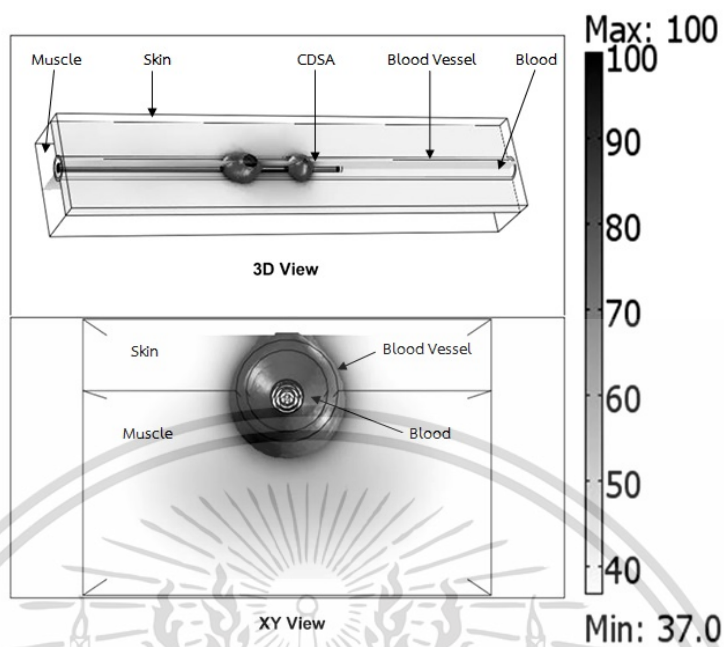 Max: 100
Muscle Skin CDSA Blood Vessel Blood
3D View
Skin Blood Vessel
Muscle Blood
XY View
100
90
80
70
60
50
40
Min: 37.0